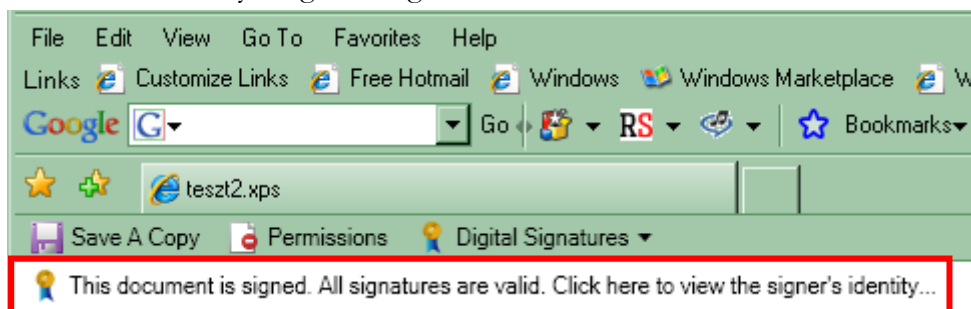 File Edit View Go To Favorites Help
Links Customize Links Free Hotmail Windows Windows Marketplace
Google G Go RS Bookmarks
teszt2.xps
Save A Copy Permissions Digital Signatures
This document is signed. All signatures are valid. Click here to view the signer's identity...